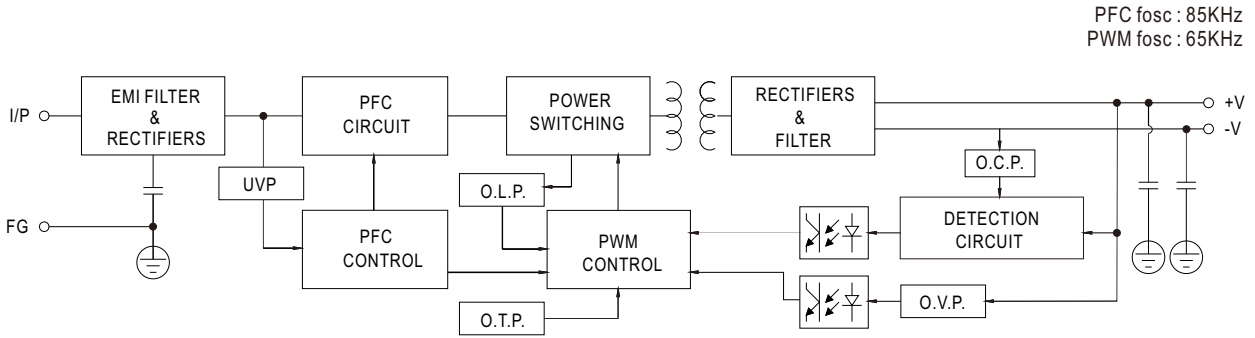 PFC fosc : 85KHz
PWM fosc : 65KHz
I/P
EMI FILTER
&
RECTIFIERS
PFC
CIRCUIT
POWER
SWITCHING
RECTIFIERS
&
FILTER
+V
-V
UVP
O.L.P.
O.C.P.
FG
PFC
CONTROL
PWM
CONTROL
DETECTION
CIRCUIT
O.T.P.
O.V.P.